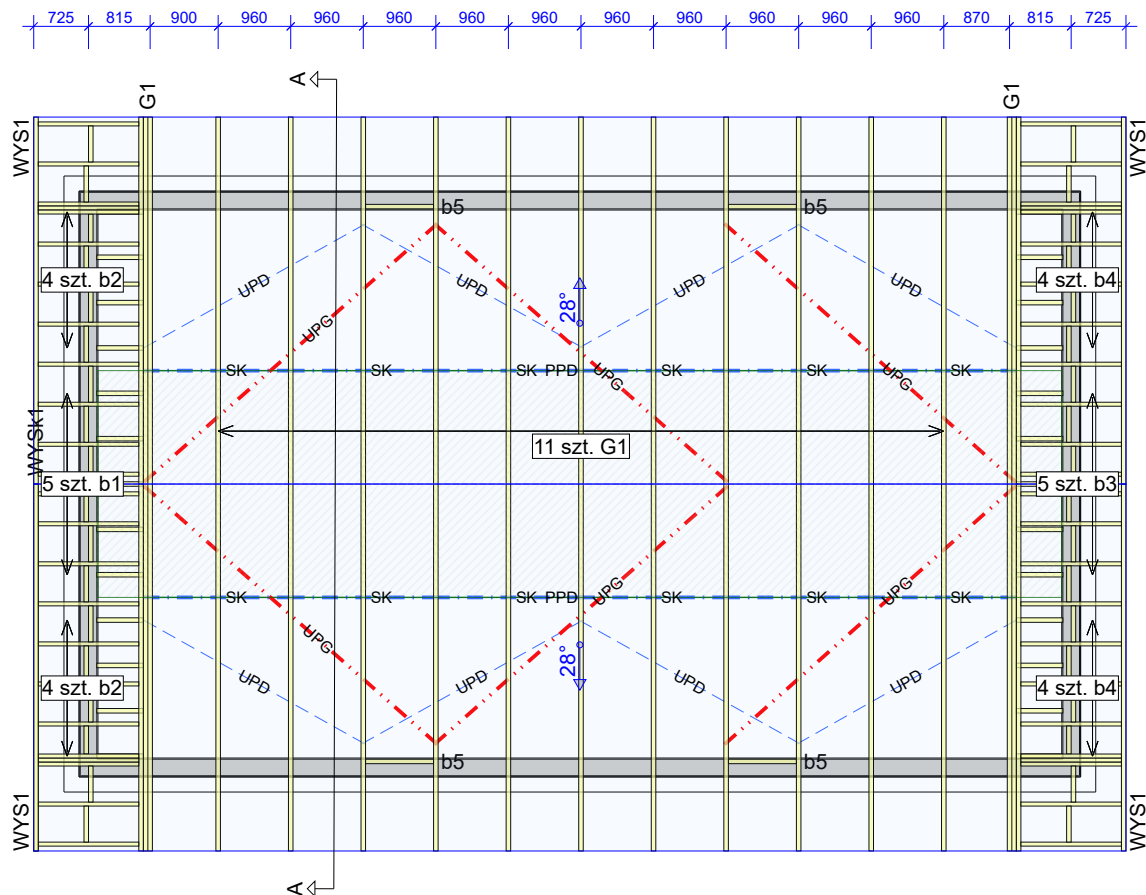 725 815 900 960 960 960 960 960 960 960 960 960 960 870 815 725
A
G1 G1
WYS1 WYS1
b5 b5
4 szt. b2 UPD UPD 28° UPD UPD 4 szt. b4
UPG
SK SK SK PPD UPG SK SK UPG SK
WYSk1
11 szt. G1
5 szt. b1 5 szt. b3
SK SK SK PPD UPG SK SK UPG SK
UPG
4 szt. b2 UPD UPD 28° UPD UPD 4 szt. b4
b5 b5
WYS1 WYS1
A